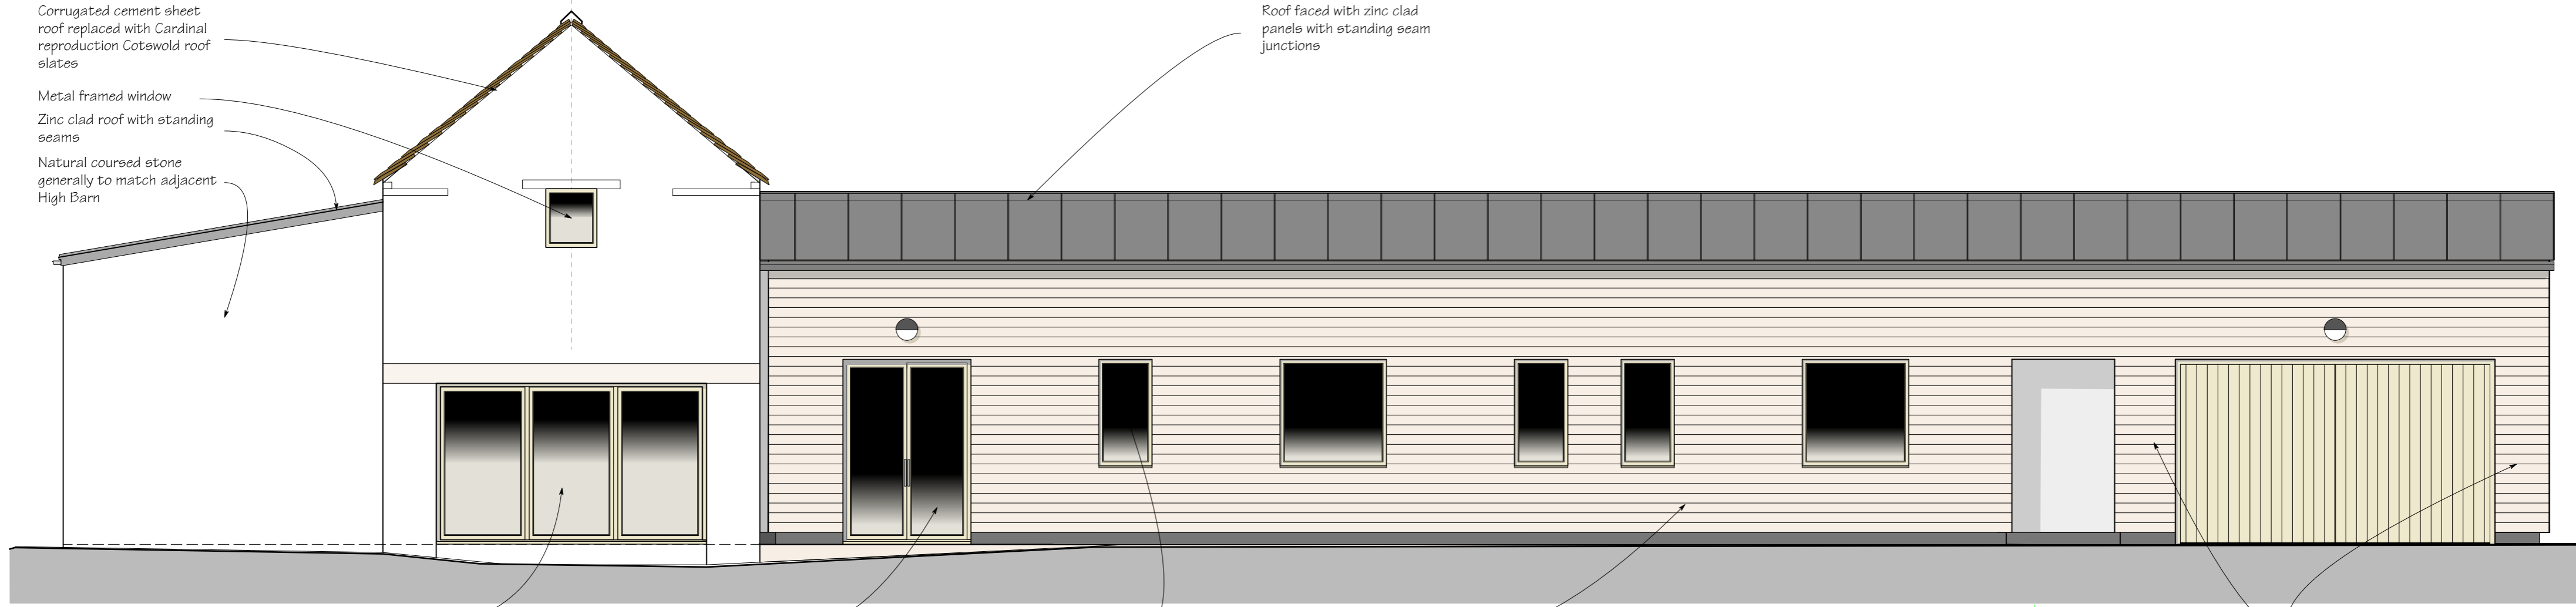 Corrugated cement sheet
roof replaced with Cardinal
reproduction Cotswold roof
slates
Metal framed window
Zinc clad roof with standing
seams
Natural coursed stone
generally to match adjacent
High Barn
Roof faced with zinc clad
panels with standing seam
junctions